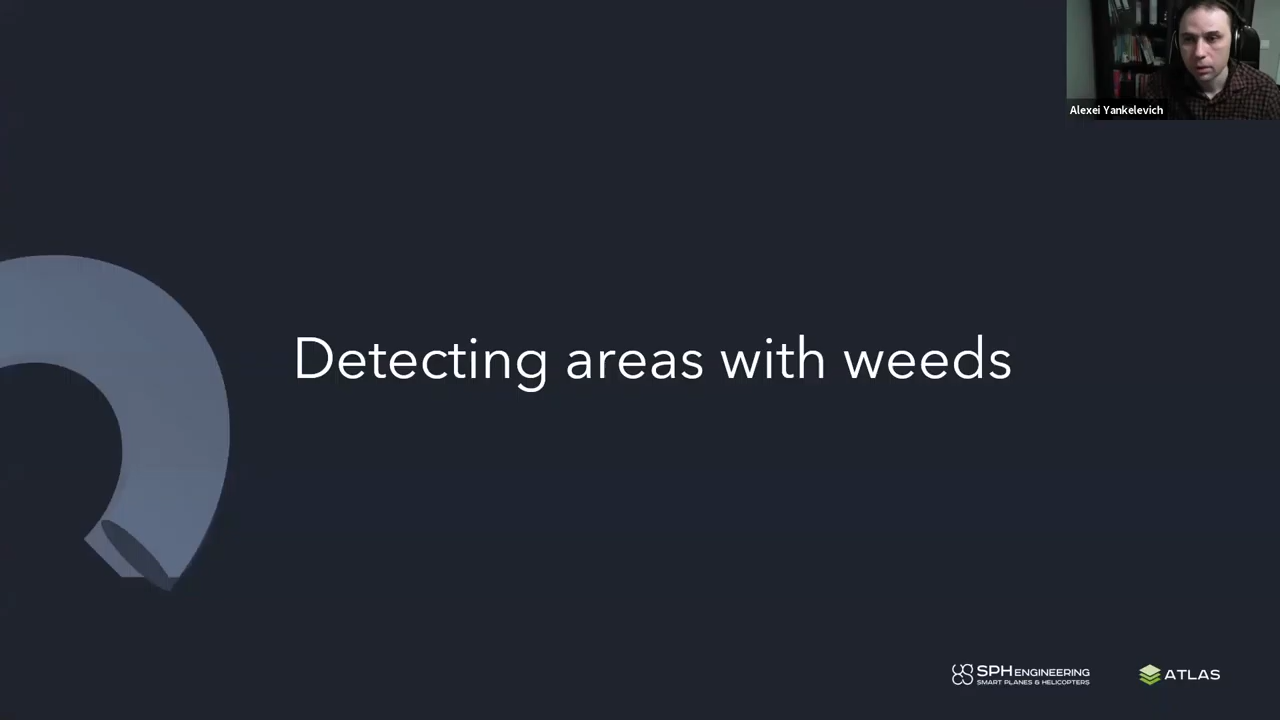 Alexei Yankelevich
Detecting areas with weeds
SPH ENGINEERING
SMART PLANES & HELICOPTERS
ATLAS